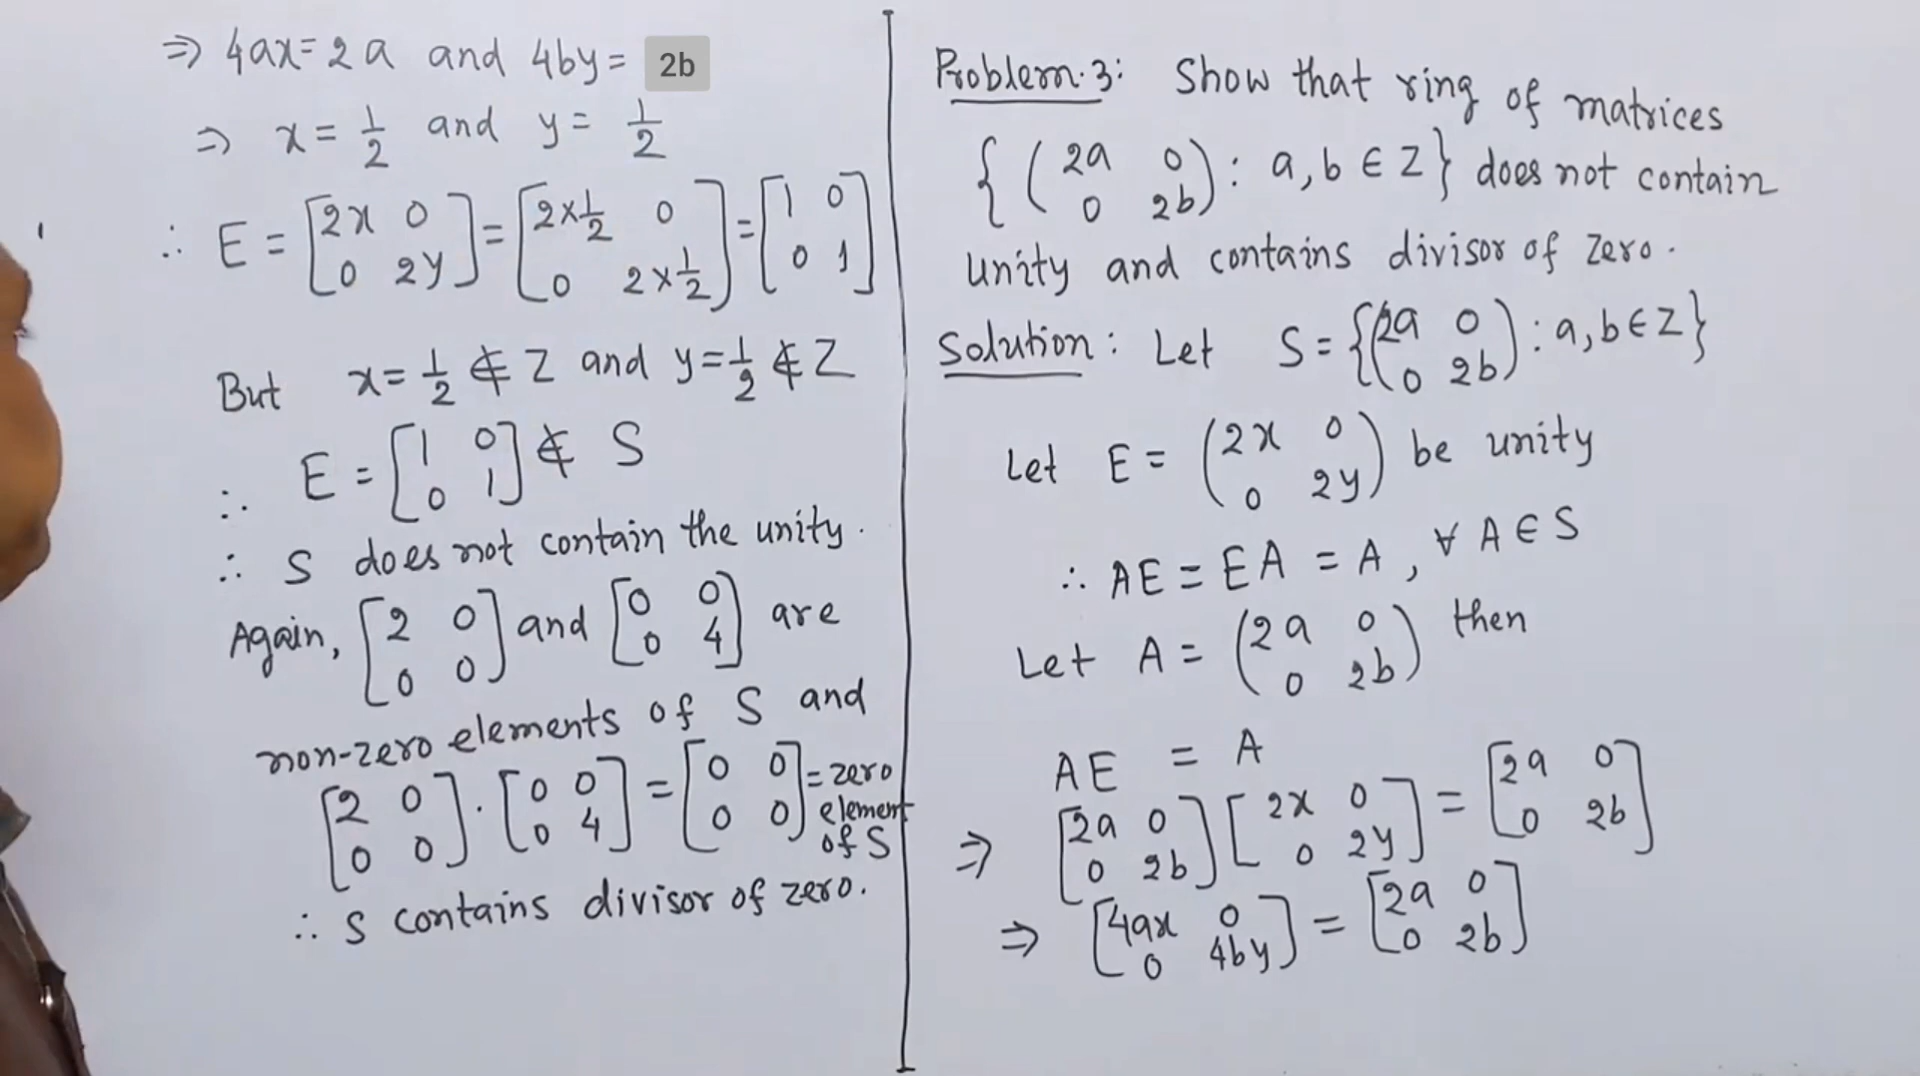 Problem.3: Show that ring of matrices
{ ( 2a 0
0 2b ) : a, b ∈ Z } does not contain
unity and contains divisor of zero.
Solution: Let S = { ( 2a 0
0 2b ) : a, b ∈ Z }
Let E = ( 2x 0
0 2y ) be unity
∴ AE = EA = A, ∀ A ∈ S
Let A = ( 2a 0
0 2b ) then
AE = A
⇒ [ 2a 0
0 2b ] [ 2x 0
0 2y ] = [ 2a 0
0 2b ]
⇒ [ 4ax 0
0 4by ] = [ 2a 0
0 2b ]
⇒ 4ax = 2a and 4by = 2b
⇒ x = 1/2 and y = 1/2
∴ E = [ 2x 0
0 2y ] = [ 2×1/2 0
0 2×1/2 ] = [ 1 0
0 1 ]
But x = 1/2 ∉ Z and y = 1/2 ∉ Z
∴ E = [ 1 0
0 1 ] ∉ S
∴ S does not contain the unity.
Again, [ 2 0
0 0 ] and [ 0 0
0 4 ] are
non-zero elements of S and
[ 2 0
0 0 ] . [ 0 0
0 4 ] = [ 0 0
0 0 ] = zero
element
of S
∴ S contains divisor of zero.